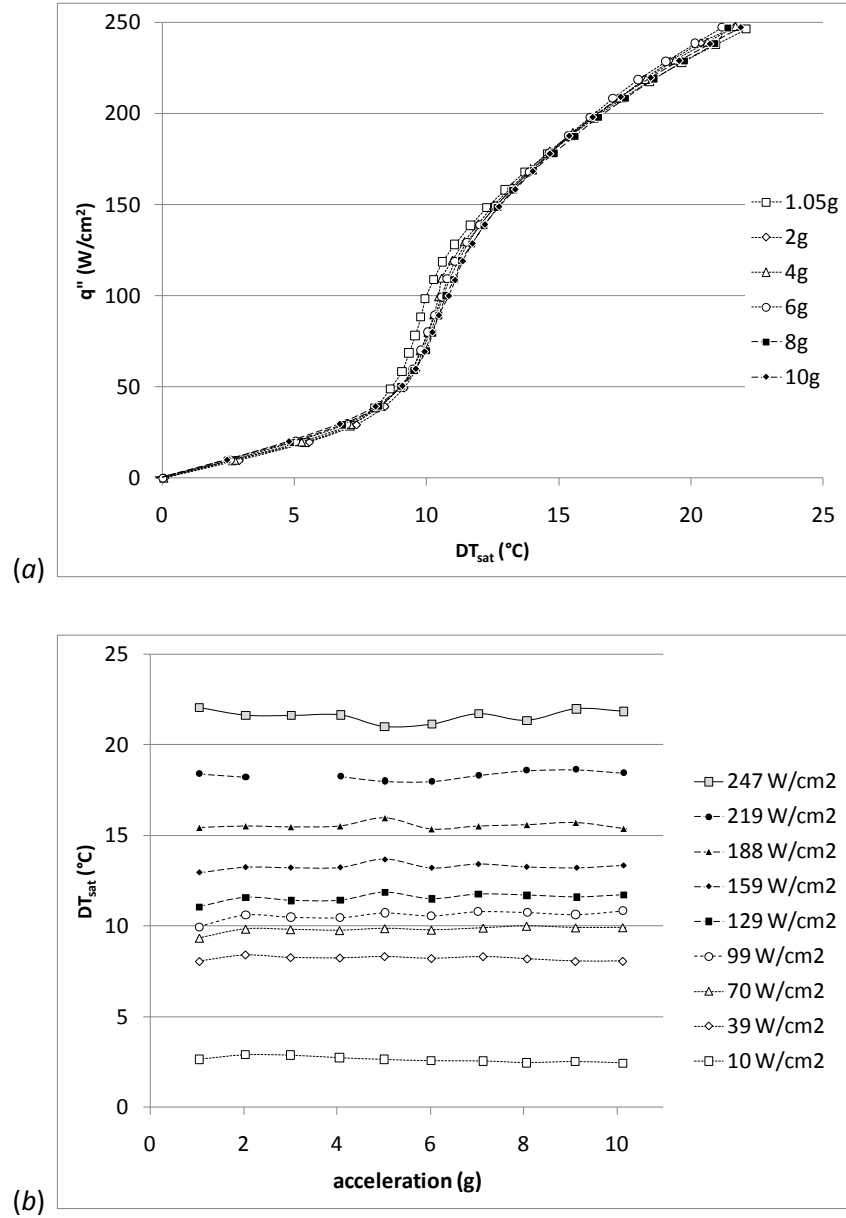 250
200
150
100
50
0
q" (W/cm²)
0 5 10 15 20 25
DTsat (°C)
1.05g
2g
4g
6g
8g
10g
(a)
25
20
15
10
5
0
DTsat (°C)
0 2 4 6 8 10
acceleration (g)
247 W/cm2
219 W/cm2
188 W/cm2
159 W/cm2
129 W/cm2
99 W/cm2
70 W/cm2
39 W/cm2
10 W/cm2
(b)